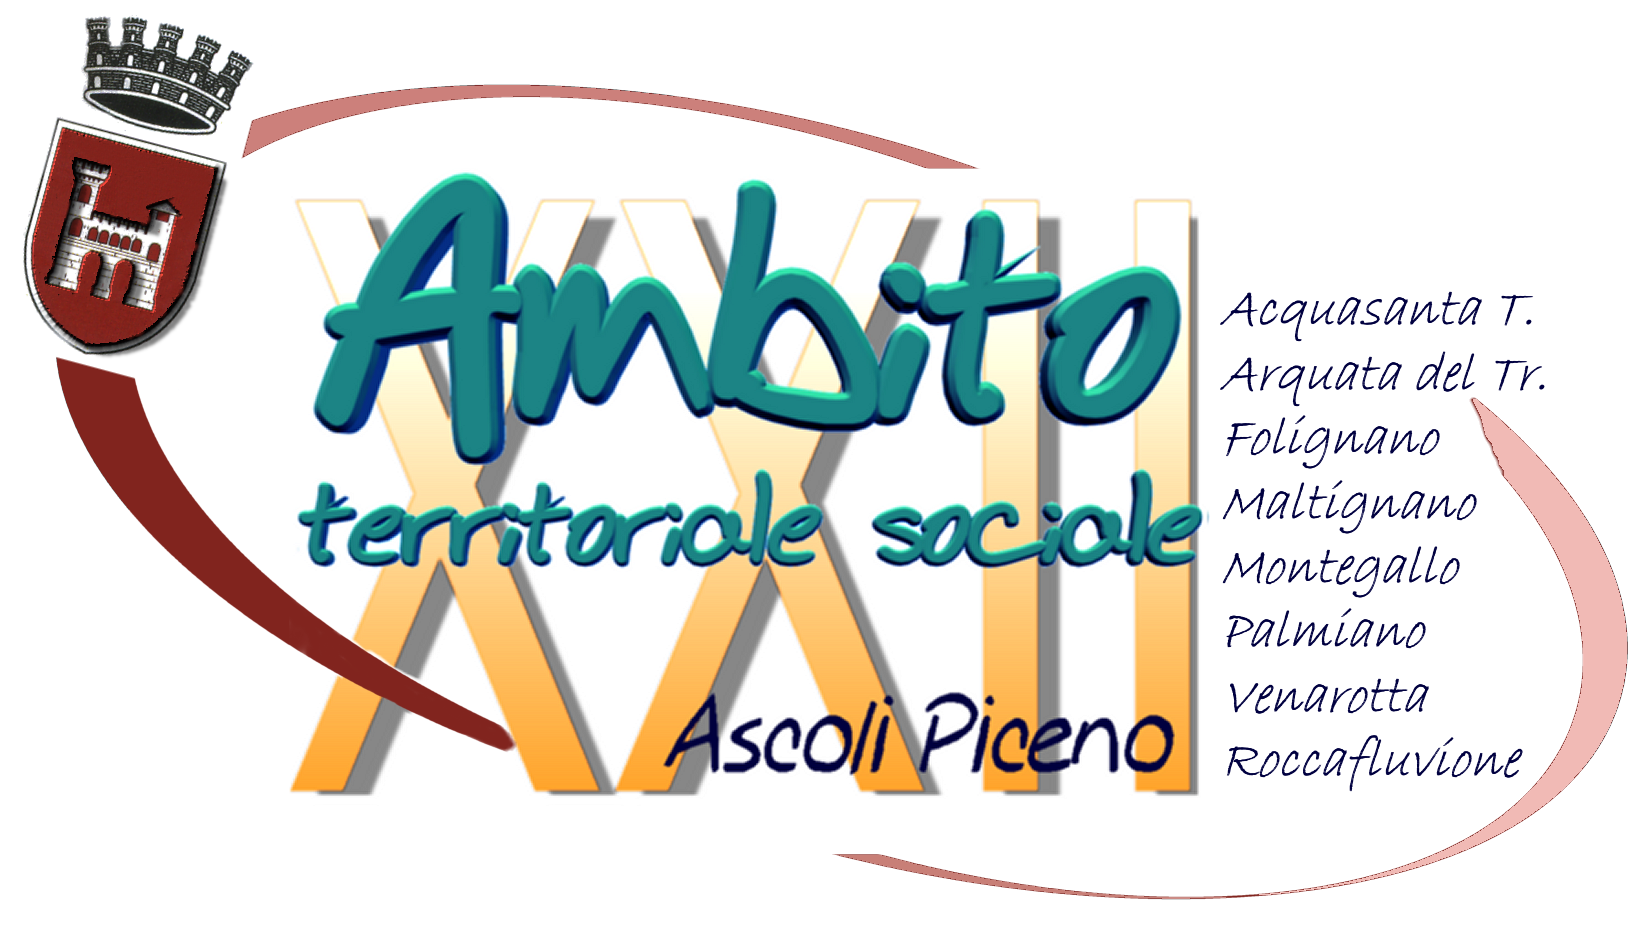 XXII
Ambito
territoriale sociale
Ascoli Piceno
Acquasanta T.
Arquata del Tr.
Folignano
Maltignano
Montegallo
Palmiano
Venarotta
Roccafluvione